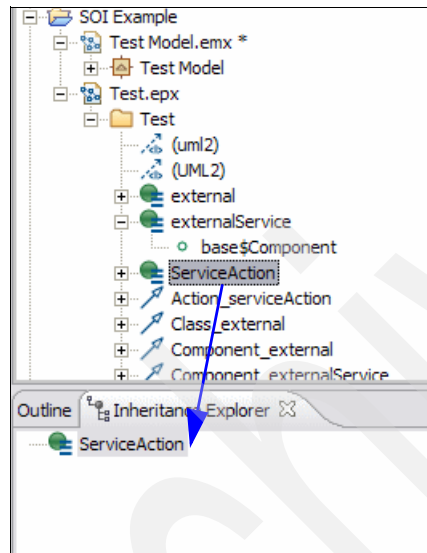 SOI Example
Test Model.emx *
Test Model
Test.epx
Test
(uml2)
(UML2)
external
externalService
base$Component
ServiceAction
Action_serviceAction
Class_external
Component_external
Component_externalService
Outline Inheritance Explorer
ServiceAction